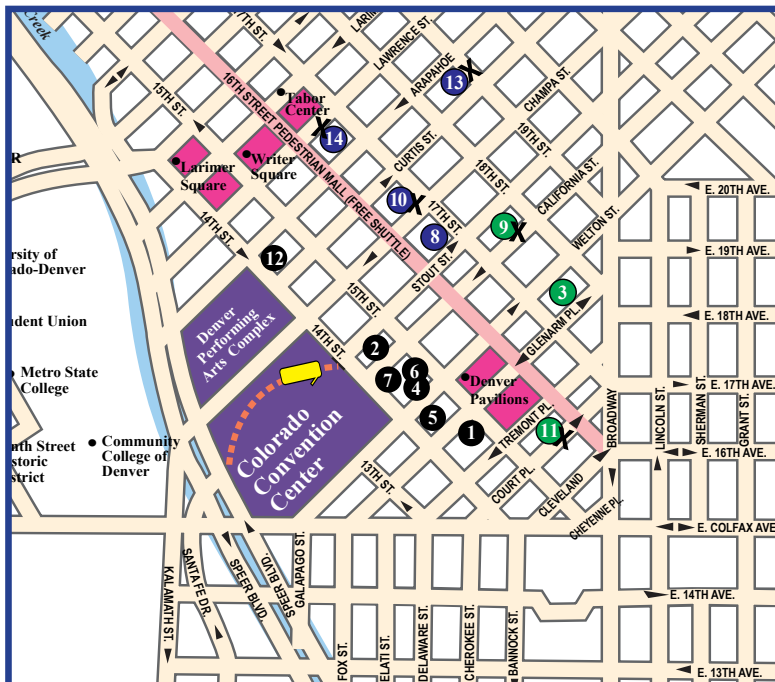 Creek
17TH ST.
LARIM
LAWRENCE ST.
ARAPAHOE
13
X
CHAMPA ST.
15TH ST.
16TH STREET PEDESTRIAN MALL (FREE SHUTTLE)
Tabor
Center
X
14
CURTIS ST.
19TH ST.
18TH ST.
CALIFORNIA ST.
WELTON ST.
E. 20TH AVE.
R
Larimer
Square
Writer
Square
10
X
17TH ST.
8
9
X
STOUT ST.
14TH ST.
12
E. 19TH AVE.
ersity of
ado-Denver
3
15TH ST.
GLENARM PL.
E. 18TH AVE.
udent Union
Denver
Performing
Arts Complex
14TH ST.
2
6
7
4
5
1
Metro State
College
Denver
Pavilions
E. 17TH AVE.
TREMONT PL.
11
X
BROADWAY
LINCOLN ST.
SHERMAN ST.
GRANT ST.
nth Street
istoric
strict
Community
College of
Denver
Colorado
Convention
Center
13TH ST.
COURT PL.
CLEVELAND
CHEYENNE PL.
E. 16TH AVE.
E. COLFAX AVE
KALAMATH ST.
SANTA FE DR.
SPEER BLVD.
SPEER BLVD.
GALAPAGO ST.
FOX ST.
ELATI ST.
DELAWARE ST.
CHEROKEE ST.
BANNOCK ST.
E. 14TH AVE.
E. 13TH AVE.